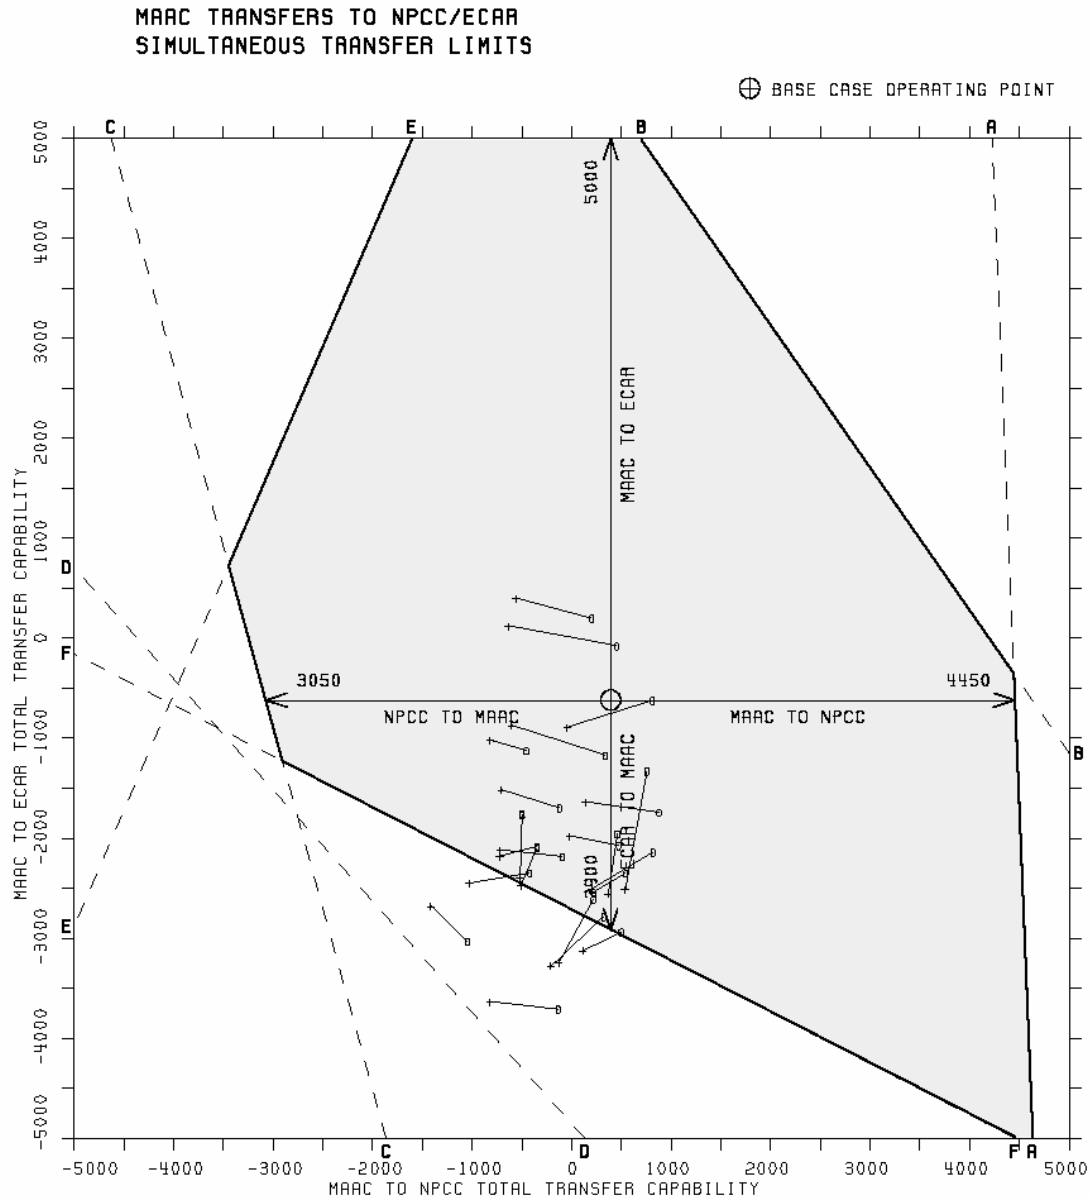 MAAC TRANSFERS TO NPCC/ECAR
SIMULTANEOUS TRANSFER LIMITS
BASE CASE OPERATING POINT
C E B A
5000
4000
3000
2000
1000
0
-1000
-2000
-3000
-4000
-5000
MAAC TO ECAR TOTAL TRANSFER CAPABILITY
D
F
E
5000
MAAC TO ECAR
3050
4450
NPCC TO MAAC
MAAC TO NPCC
ECAR TO MAAC
2900
B
C D F A
-5000 -4000 -3000 -2000 -1000 0 1000 2000 3000 4000 5000
MAAC TO NPCC TOTAL TRANSFER CAPABILITY